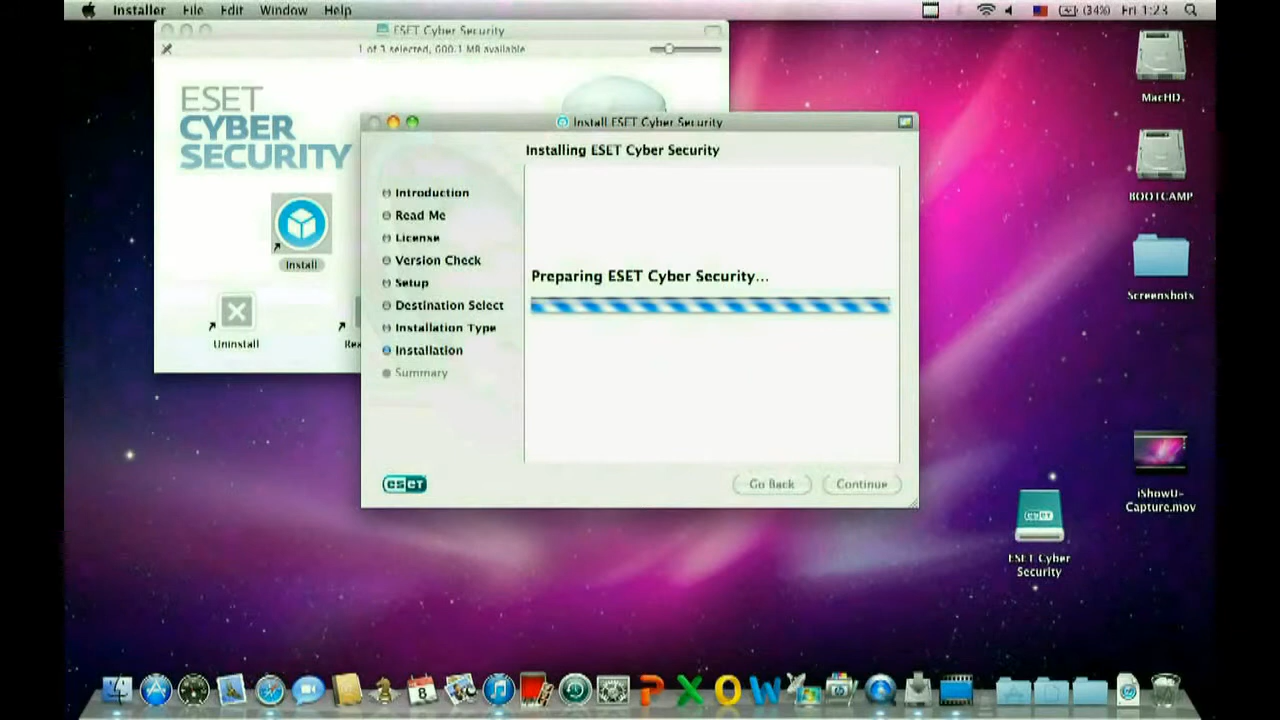 Installer File Edit Window Help (34%) Fri 1:23
ESET Cyber Security
1 of 3 selected, 600.1 MB available
ESET
CYBER
SECURITY
Install
Uninstall
Install ESET Cyber Security
Installing ESET Cyber Security
Introduction
Read Me
License
Version Check
Setup
Destination Select
Installation Type
Installation
Summary
Preparing ESET Cyber Security...
eset
Go Back Continue
MacHD.
BOOTCAMP
Screenshots
iShowU-
Capture.mov
eset
ESET Cyber
Security
8